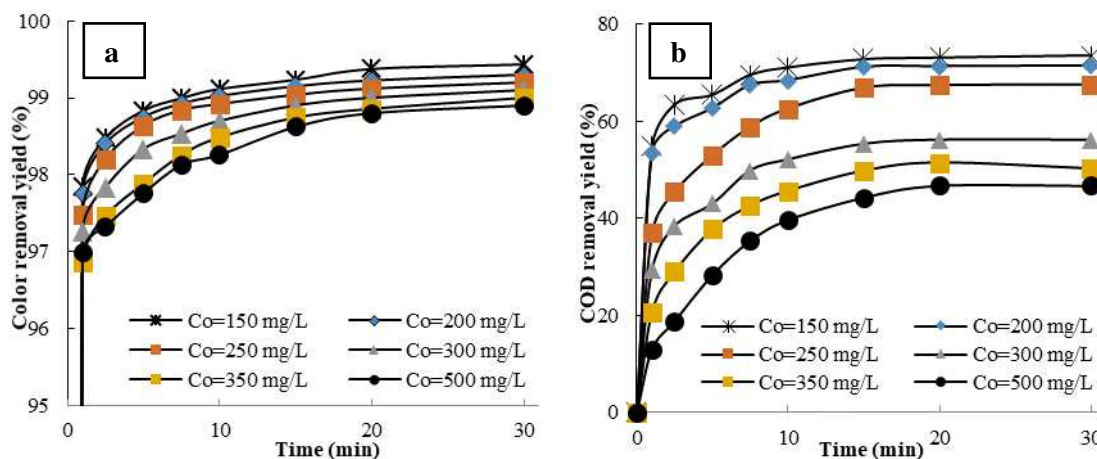 a
100
99
98
97
96
95
Color removal yield (%)
Co=150 mg/L
Co=200 mg/L
Co=250 mg/L
Co=300 mg/L
Co=350 mg/L
Co=500 mg/L
0
10
20
30
Time (min)
b
80
60
40
20
0
COD removal yield (%)
Co=150 mg/L
Co=200 mg/L
Co=250 mg/L
Co=300 mg/L
Co=350 mg/L
Co=500 mg/L
0
10
20
30
Time (min)